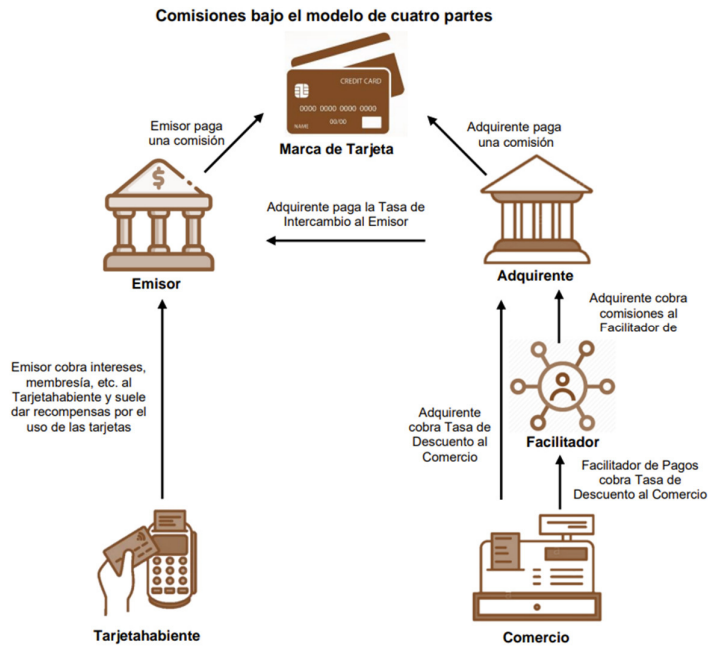 Comisiones bajo el modelo de cuatro partes
CREDIT CARD
0000 0000 0000 0000
00/00
NAME
Marca de Tarjeta
Emisor paga
una comisión
Adquirente paga
una comisión
$
Adquirente paga la Tasa de
Intercambio al Emisor
Emisor
Adquirente
Adquirente cobra
comisiones al
Facilitador de
Emisor cobra intereses,
membresía, etc. al
Tarjetahabiente y suele
dar recompensas por el
uso de las tarjetas
Adquirente
cobra Tasa de
Descuento al
Comercio
Facilitador
Facilitador de Pagos
cobra Tasa de
Descuento al Comercio
Tarjetahabiente
Comercio